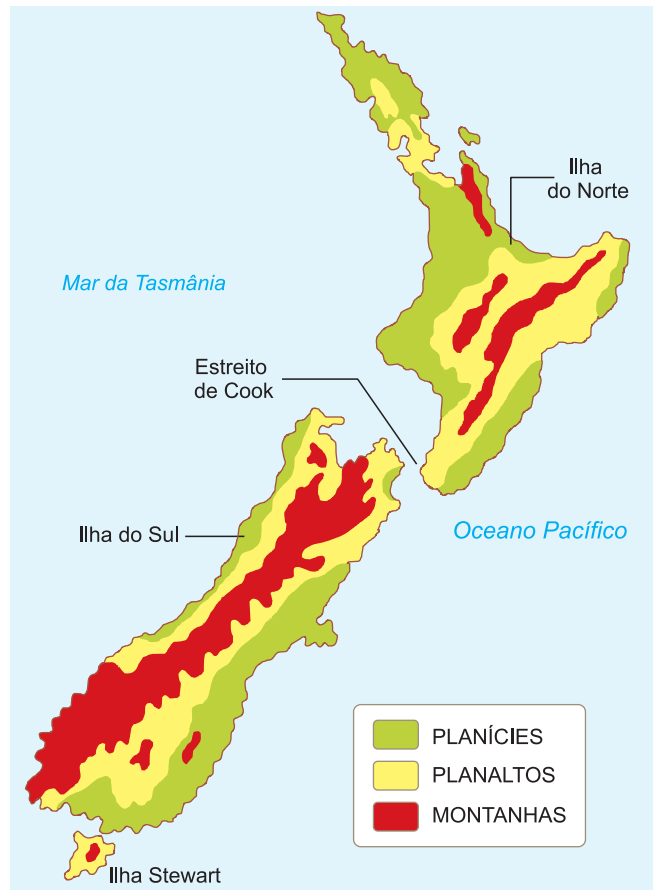 Ilha
do Norte
Mar da Tasmânia
Estreito
de Cook
Ilha do Sul
Oceano Pacífico
PLANÍCIES
PLANALTOS
MONTANHAS
Ilha Stewart